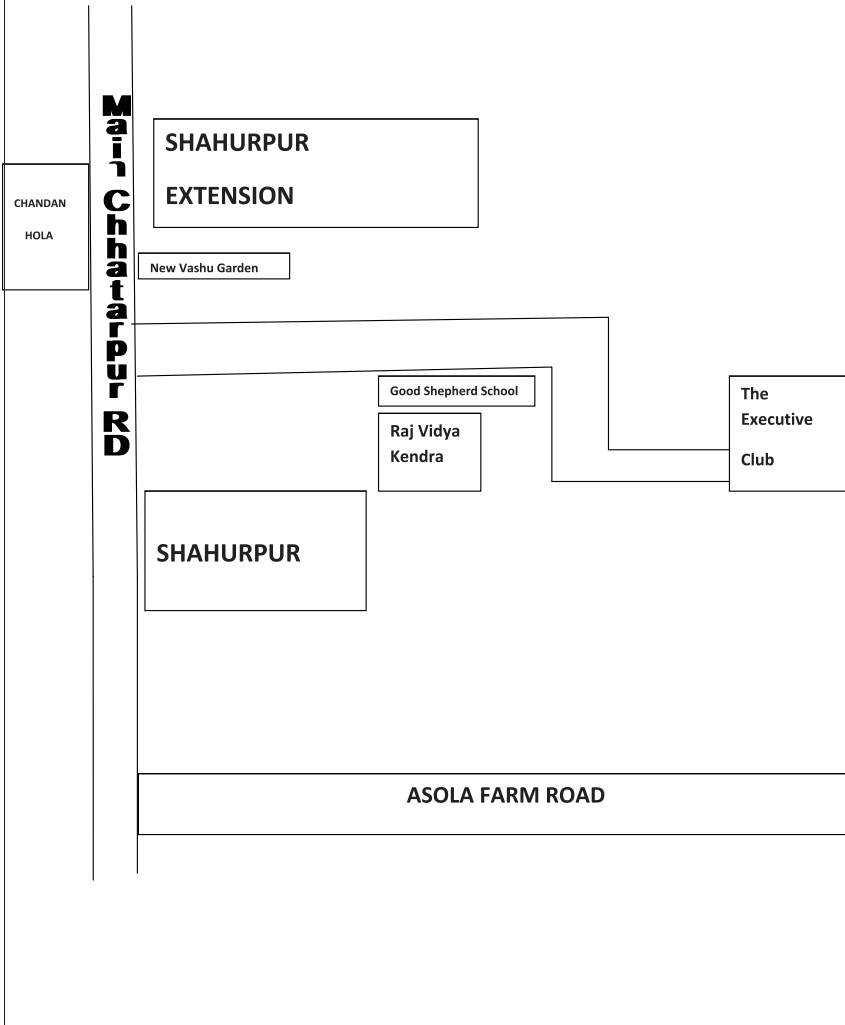 Main Chhatarpur RD
SHAHURPUR
EXTENSION
CHANDAN
HOLA
New Vashu Garden
Good Shepherd School
Raj Vidya
Kendra
The
Executive
Club
SHAHURPUR
ASOLA FARM ROAD